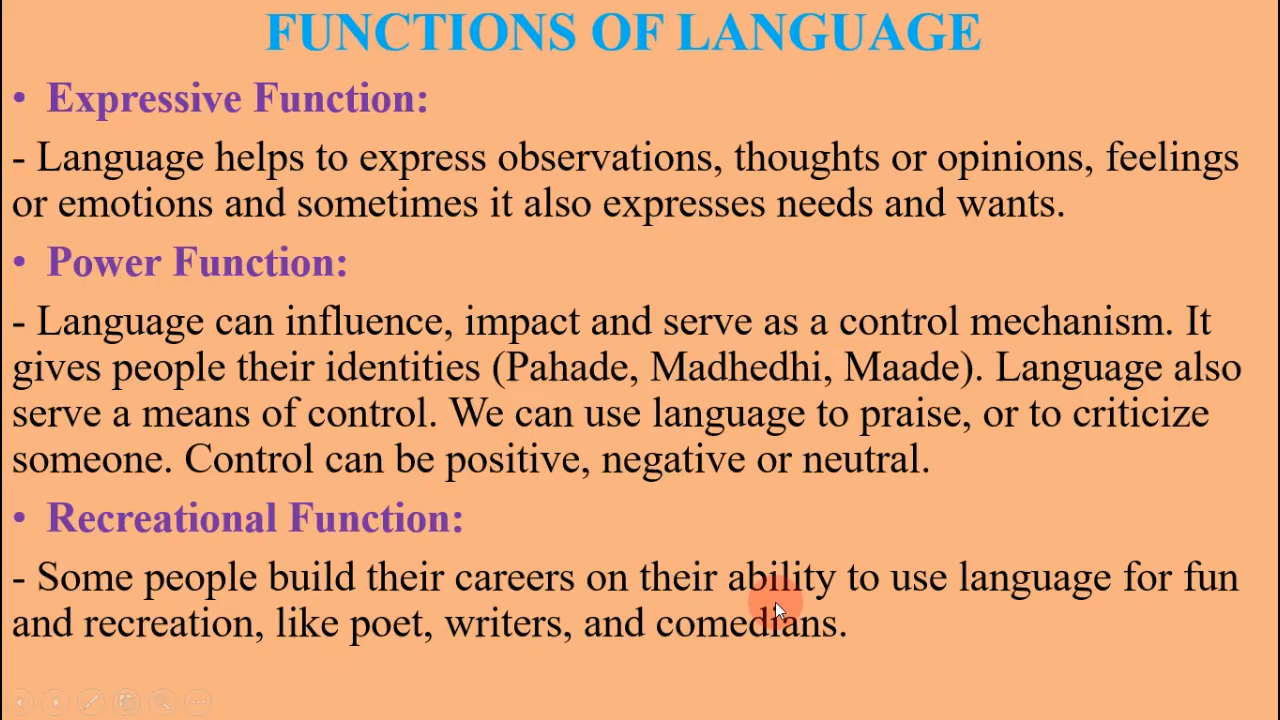 FUNCTIONS OF LANGUAGE
• Expressive Function:
- Language helps to express observations, thoughts or opinions, feelings
or emotions and sometimes it also expresses needs and wants.
• Power Function:
- Language can influence, impact and serve as a control mechanism. It
gives people their identities (Pahade, Madhedhi, Maade). Language also
serve a means of control. We can use language to praise, or to criticize
someone. Control can be positive, negative or neutral.
• Recreational Function:
- Some people build their careers on their ability to use language for fun
and recreation, like poet, writers, and comedians.